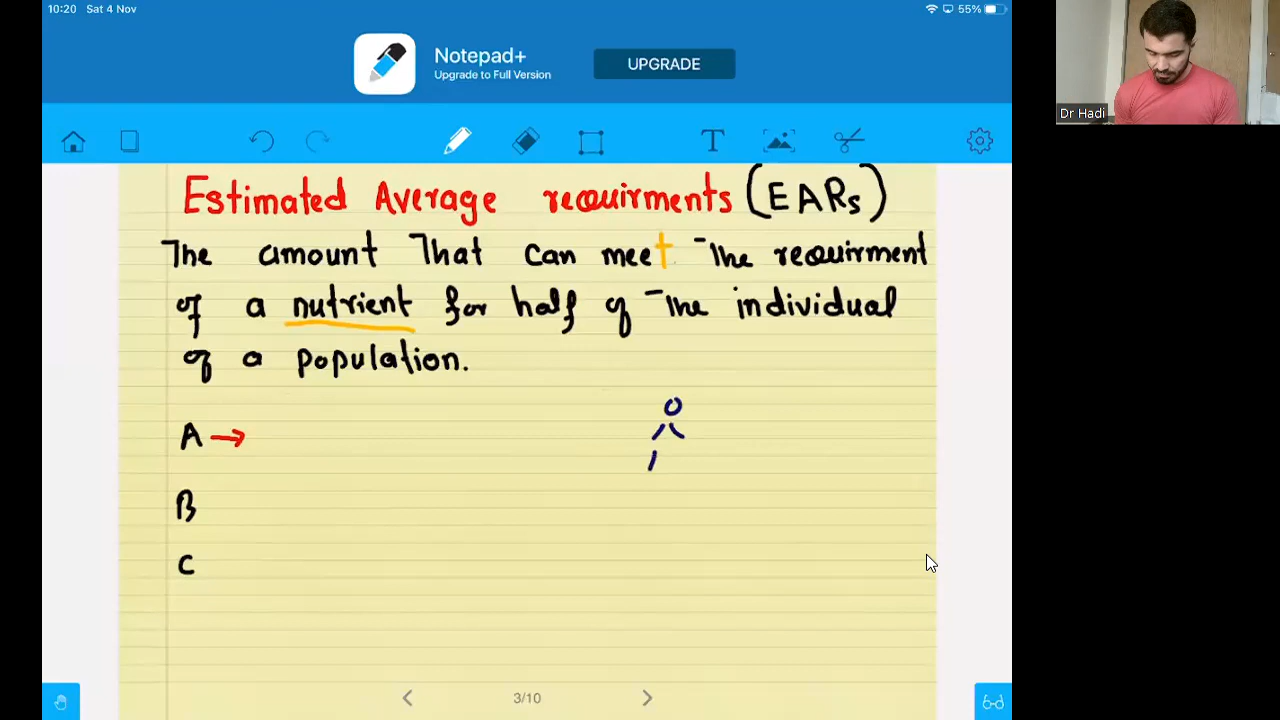 10:20 Sat 4 Nov
55%
Notepad+
Upgrade to Full Version
UPGRADE
T
Dr Hadi
Estimated Average requirments (EARs)
The amount That can meet The requirment
of a nutrient for half of The individual
of a population.
A →
B
C
3/10